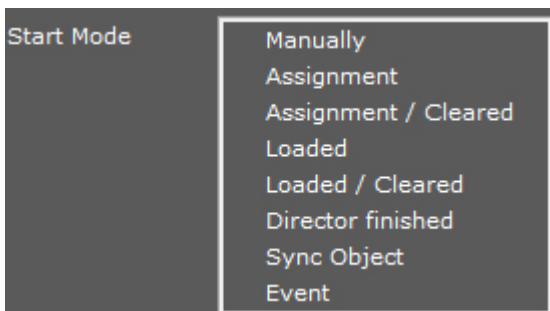 Start Mode
Manually
Assignment
Assignment / Cleared
Loaded
Loaded / Cleared
Director finished
Sync Object
Event